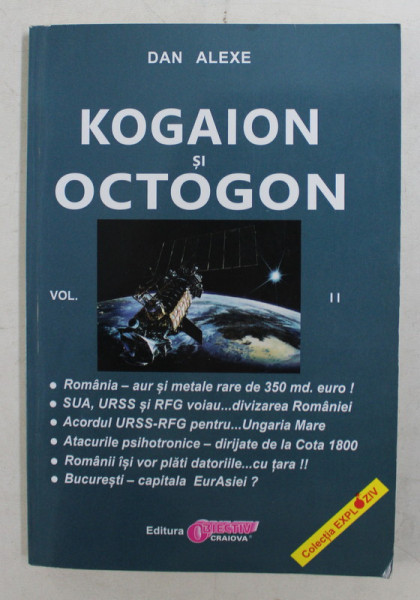 DAN ALEXE
KOGAION
ȘI
OCTOGON
VOL. II
• România – aur și metale rare de 350 md. euro !
• SUA, URSS și RFG voiau...divizarea României
• Acordul URSS-RFG pentru...Ungaria Mare
• Atacurile psihotronice – dirijate de la Cota 1800
• Românii își vor plăti datoriile...cu țara !!
• București – capitala EurAsiei ?
Editura OBIECTIV
CRAIOVA
Colecția EXPLOZIV